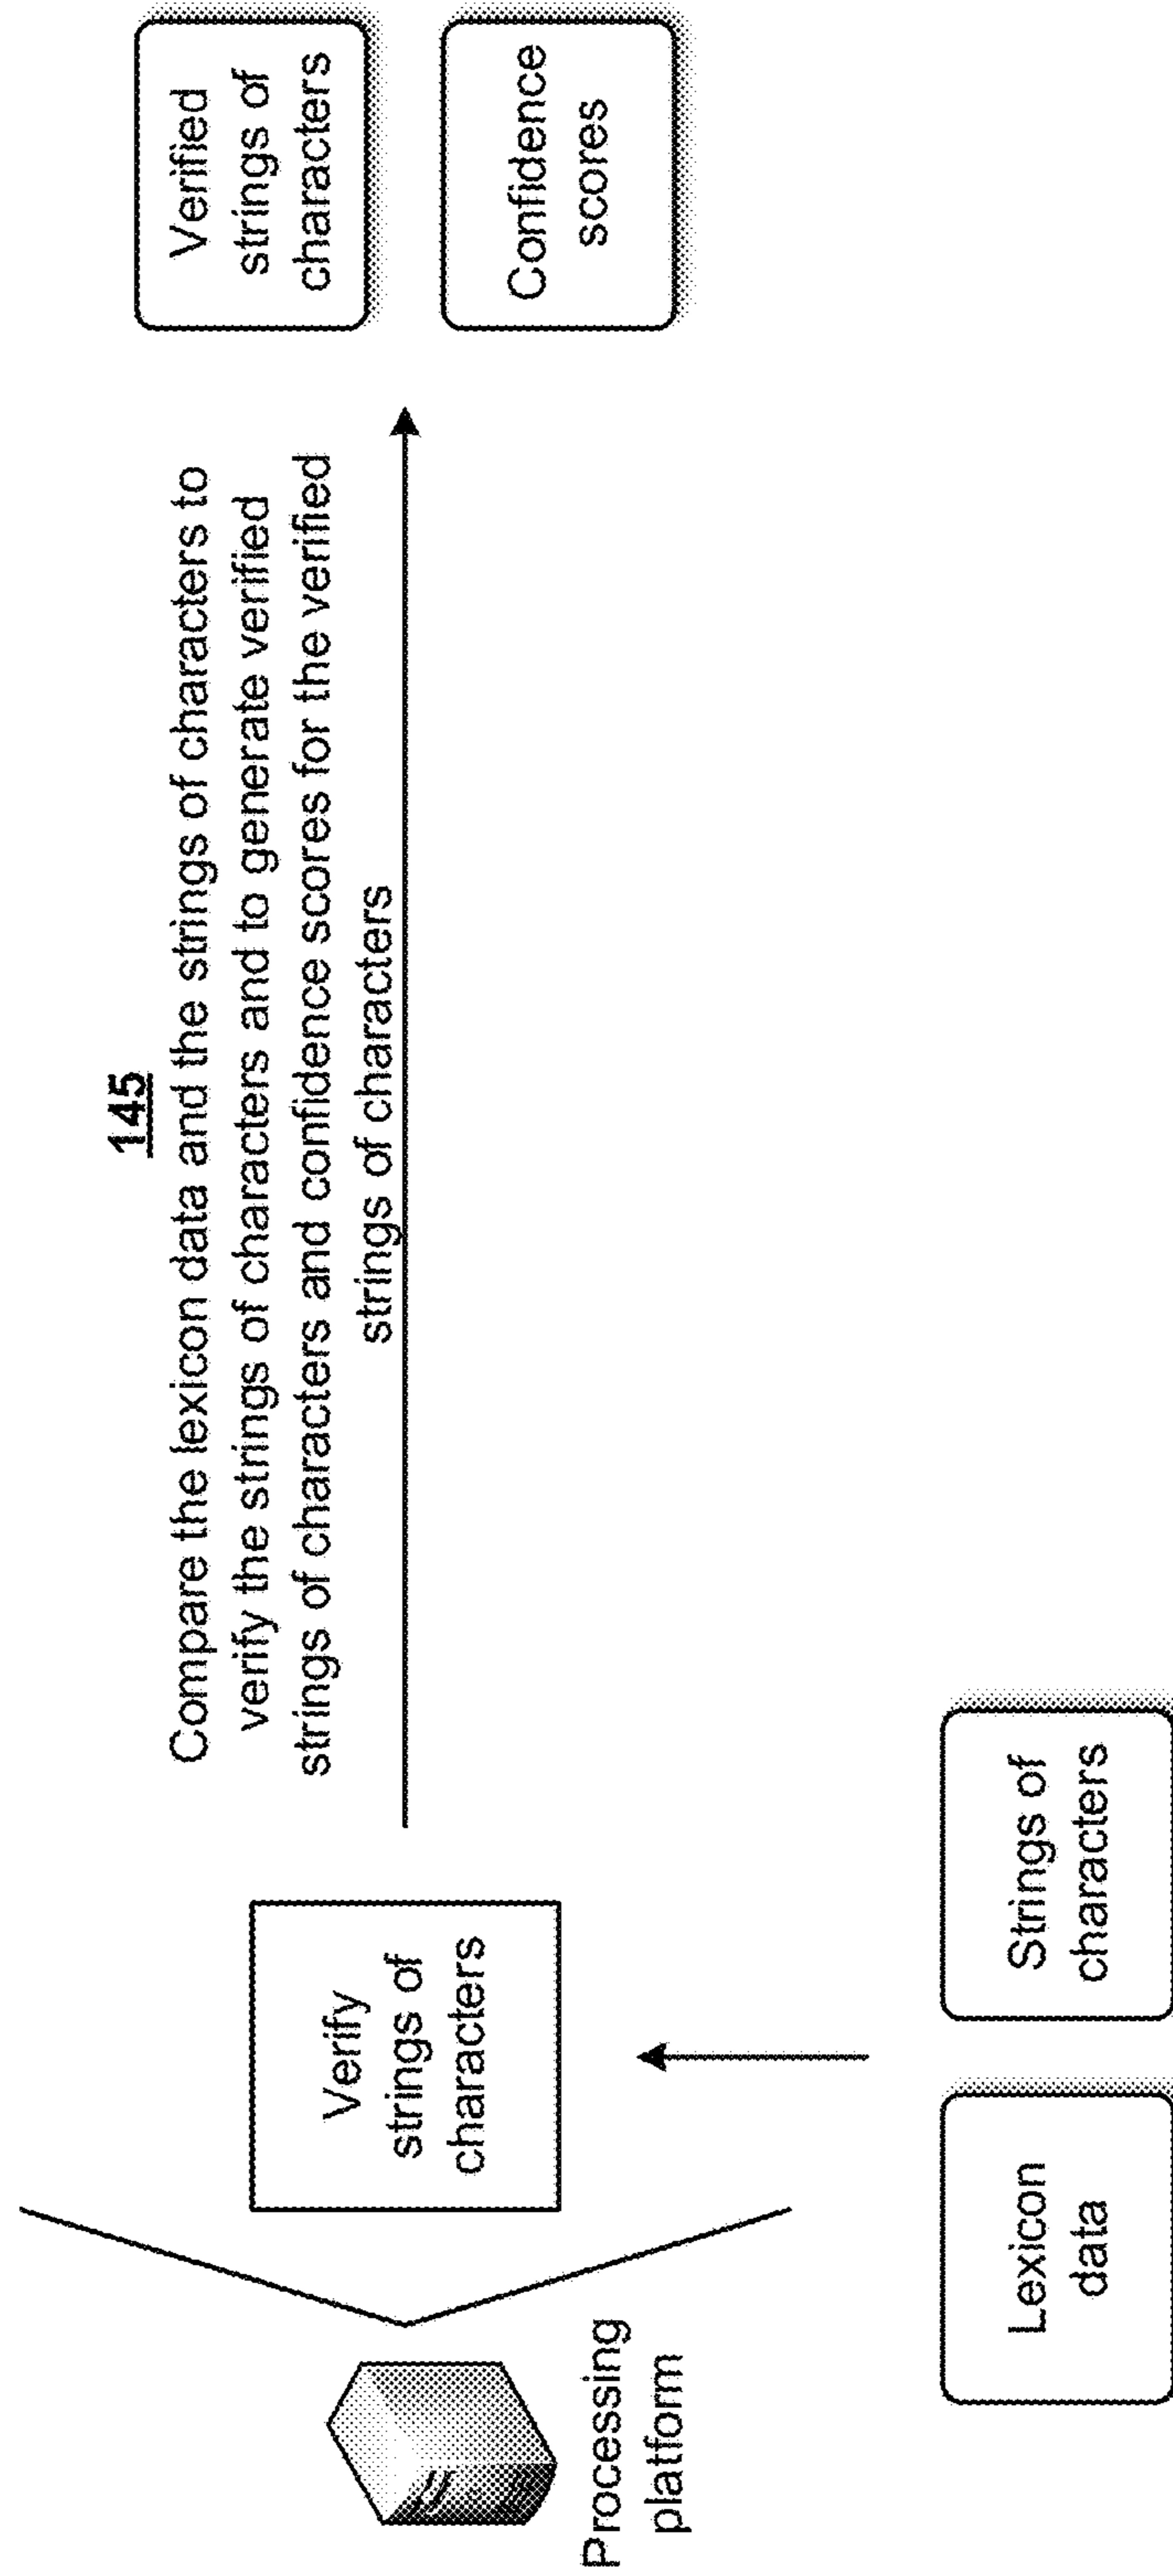 145
Compare the lexicon data and the strings of characters to
verify the strings of characters and to generate verified
strings of characters and confidence scores for the verified
strings of characters
Processing
platform
Verify
strings of
characters
Lexicon
data
Strings of
characters
Verified
strings of
characters
Confidence
scores